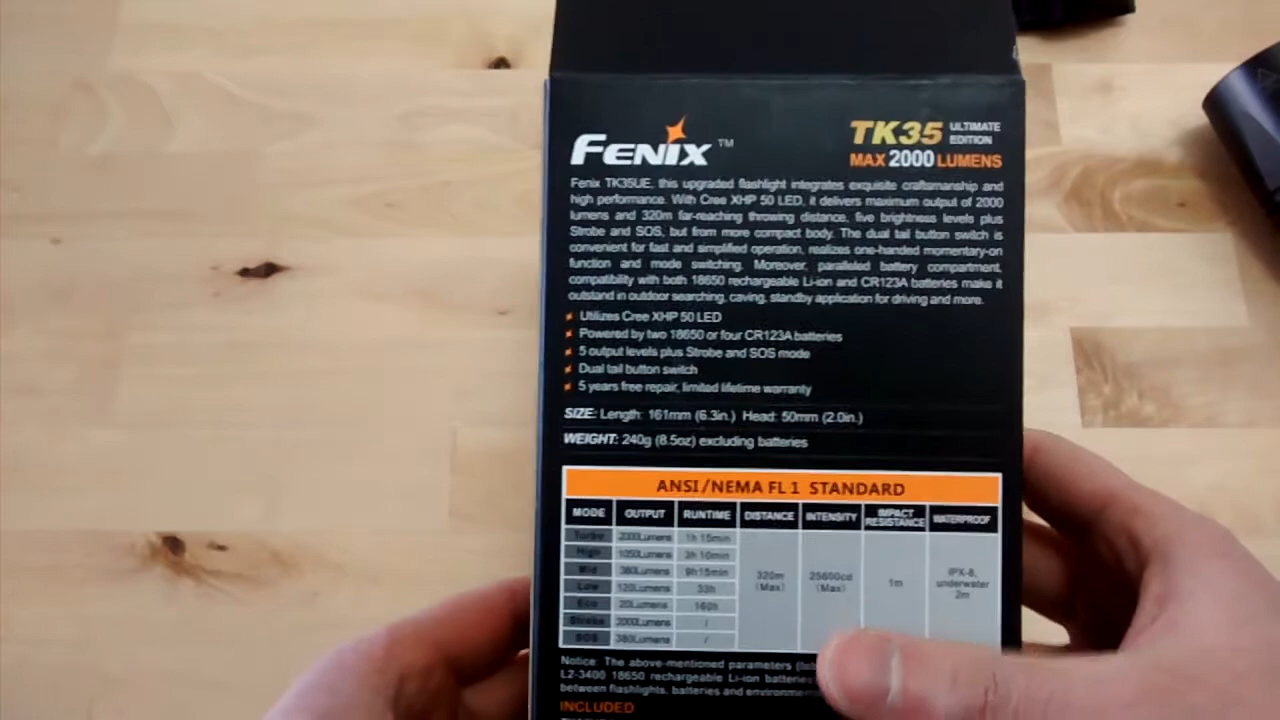 FENIX™
TK35 ULTIMATE EDITION
MAX 2000 LUMENS
Fenix TK35UE, this upgraded flashlight integrates exquisite craftsmanship and
high performance. With Cree XHP 50 LED, it delivers maximum output of 2000
lumens and 320m far-reaching throwing distance, five brightness levels plus
Strobe and SOS, but from more compact body. The dual tail button switch is
convenient for fast and simplified operation, realizes one-handed momentary-on
function and mode switching. Moreover, paralleled battery compartment,
compatibility with both 18650 rechargeable Li-ion and CR123A batteries make it
outstand in outdoor searching, caving, standby application for driving and more.
Utilizes Cree XHP 50 LED
Powered by two 18650 or four CR123A batteries
5 output levels plus Strobe and SOS mode
Dual tail button switch
5 years free repair, limited lifetime warranty
SIZE: Length: 161mm (6.3in.) Head: 50mm (2.0in.)
WEIGHT: 240g (8.5oz) excluding batteries
ANSI/NEMA FL 1 STANDARD
MODE OUTPUT RUNTIME DISTANCE INTENSITY IMPACT RESISTANCE WATERPROOF
Turbo 2000Lumens 1h 15min
High 1050Lumens 3h 10min
Mid 380Lumens 9h15min
Low 120Lumens 33h
Eco 20Lumens 160h
Strobe 2000Lumens /
SOS 380Lumens /
320m (Max) 25600cd (Max) 1m IPX-8, underwater 2m
Notice: The above-mentioned parameters
L2-3400 18650 rechargeable Li-ion batteries
between flashlights, batteries and
INCLUDED